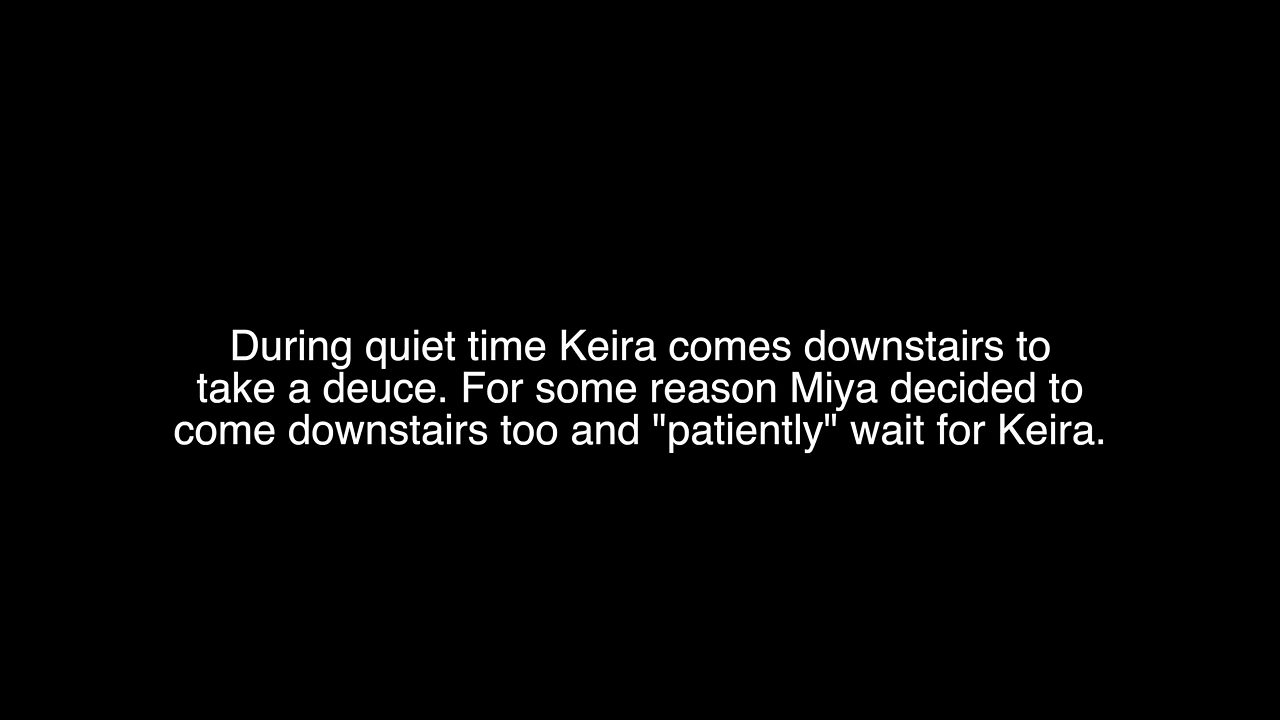 During quiet time Keira comes downstairs to
take a deuce. For some reason Miya decided to
come downstairs too and "patiently" wait for Keira.